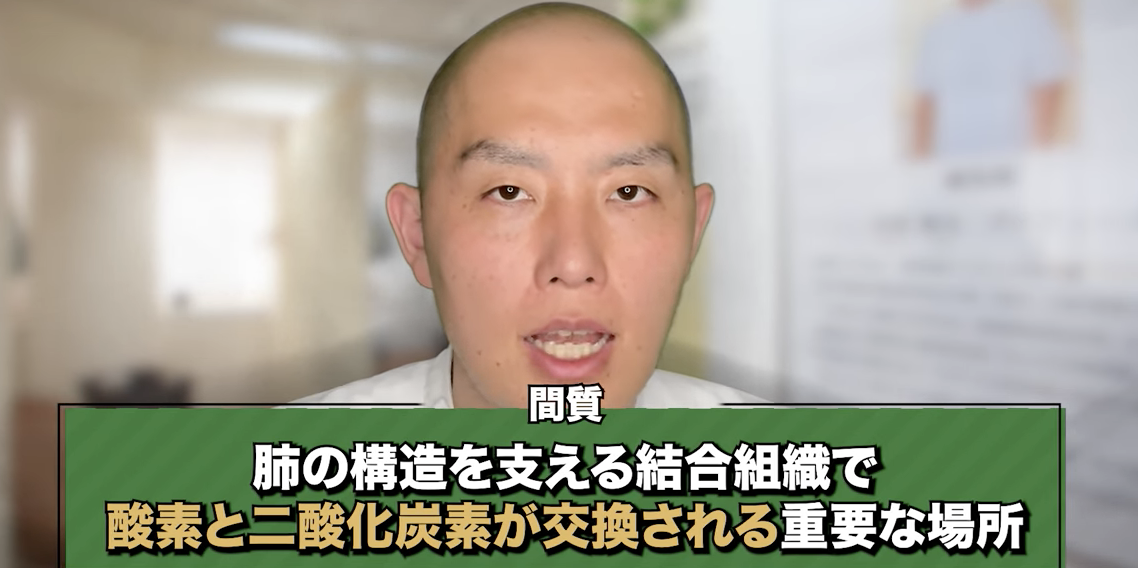 間質
肺の構造を支える結合組織で
酸素と二酸化炭素が交換される重要な場所